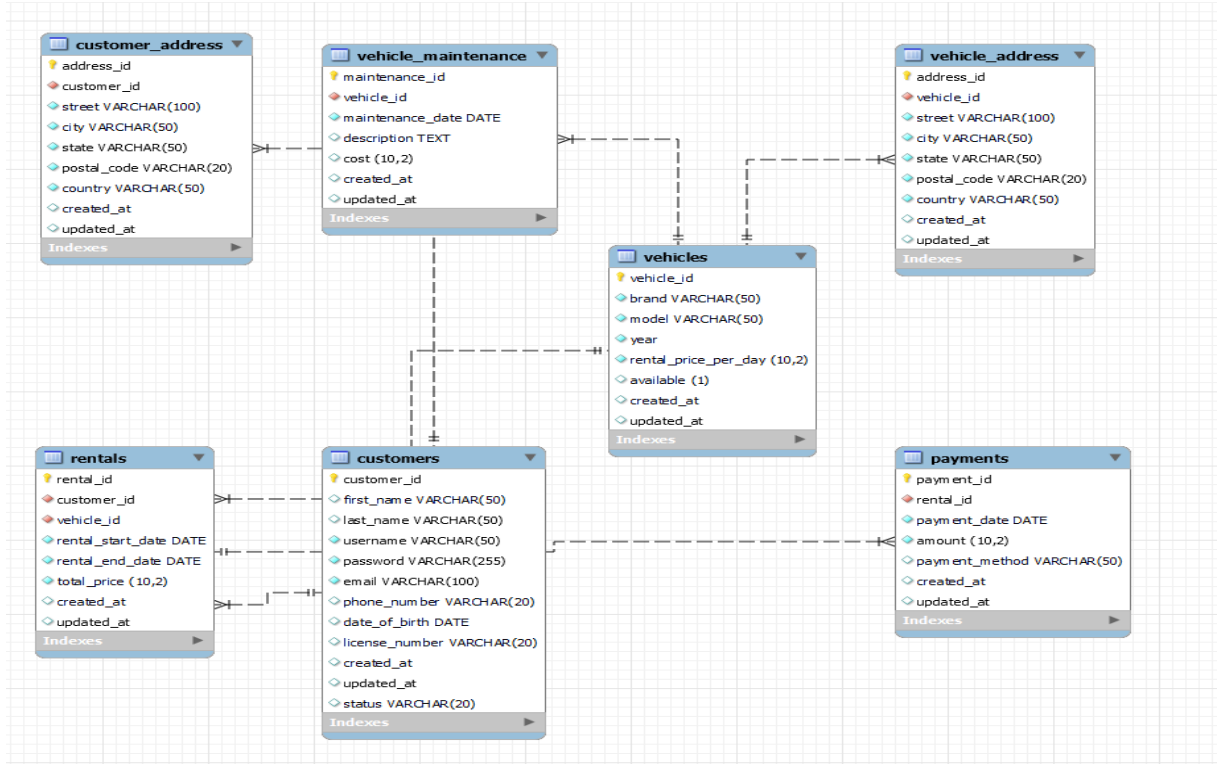 customer_address
address_id
customer_id
street VARCHAR(100)
city VARCHAR(50)
state VARCHAR(50)
postal_code VARCHAR(20)
country VARCHAR(50)
created_at
updated_at
Indexes
vehicle_maintenance
maintenance_id
vehicle_id
maintenance_date DATE
description TEXT
cost (10,2)
created_at
updated_at
Indexes
vehicle_address
address_id
vehicle_id
street VARCHAR(100)
city VARCHAR(50)
state VARCHAR(50)
postal_code VARCHAR(20)
country VARCHAR(50)
created_at
updated_at
Indexes
vehicles
vehicle_id
brand VARCHAR(50)
model VARCHAR(50)
year
rental_price_per_day (10,2)
available (1)
created_at
updated_at
Indexes
rentals
rental_id
customer_id
vehicle_id
rental_start_date DATE
rental_end_date DATE
total_price (10,2)
created_at
updated_at
Indexes
customers
customer_id
first_name VARCHAR(50)
last_name VARCHAR(50)
username VARCHAR(50)
password VARCHAR(255)
email VARCHAR(100)
phone_number VARCHAR(20)
date_of_birth DATE
license_number VARCHAR(20)
created_at
updated_at
status VARCHAR(20)
Indexes
payments
payment_id
rental_id
payment_date DATE
amount (10,2)
payment_method VARCHAR(50)
created_at
updated_at
Indexes